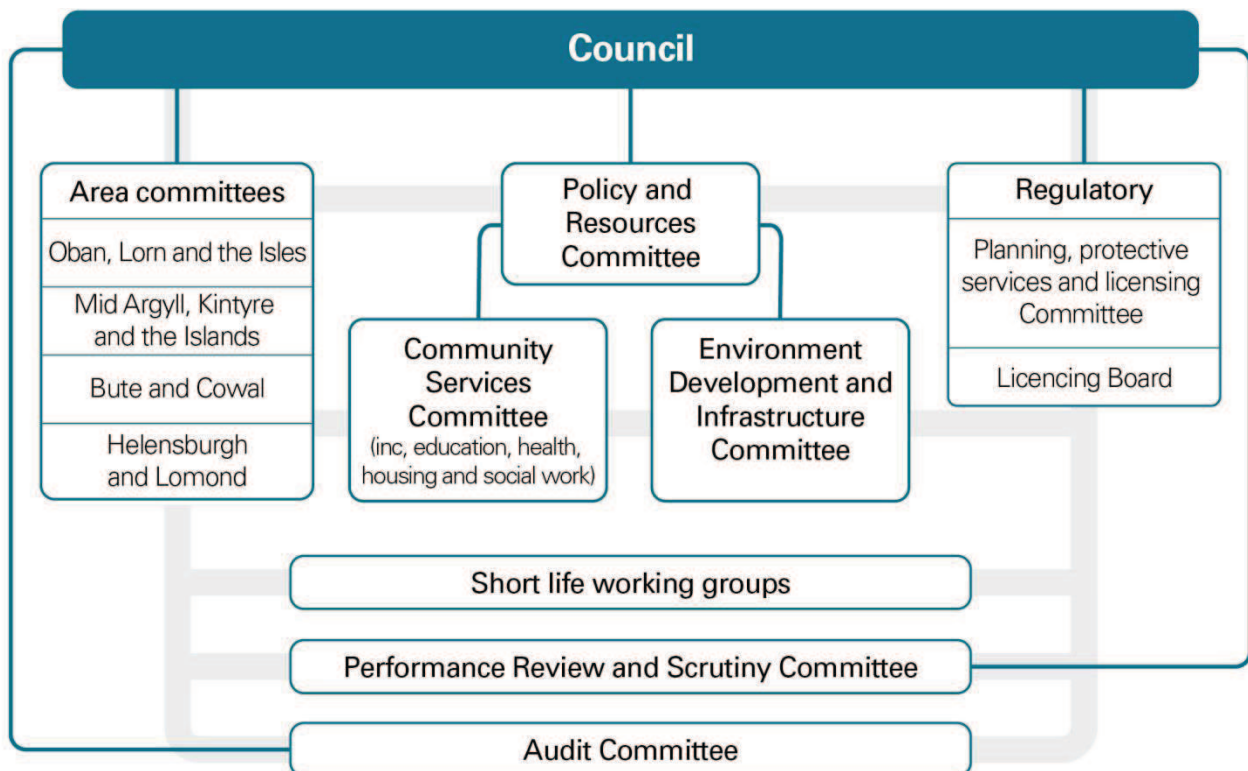 Council
Area committees
Oban, Lorn and the Isles
Mid Argyll, Kintyre
and the Islands
Bute and Cowal
Helensburgh
and Lomond
Policy and
Resources
Committee
Community
Services
Committee
(inc, education, health,
housing and social work)
Environment
Development and
Infrastructure
Committee
Regulatory
Planning, protective
services and licensing
Committee
Licencing Board
Short life working groups
Performance Review and Scrutiny Committee
Audit Committee